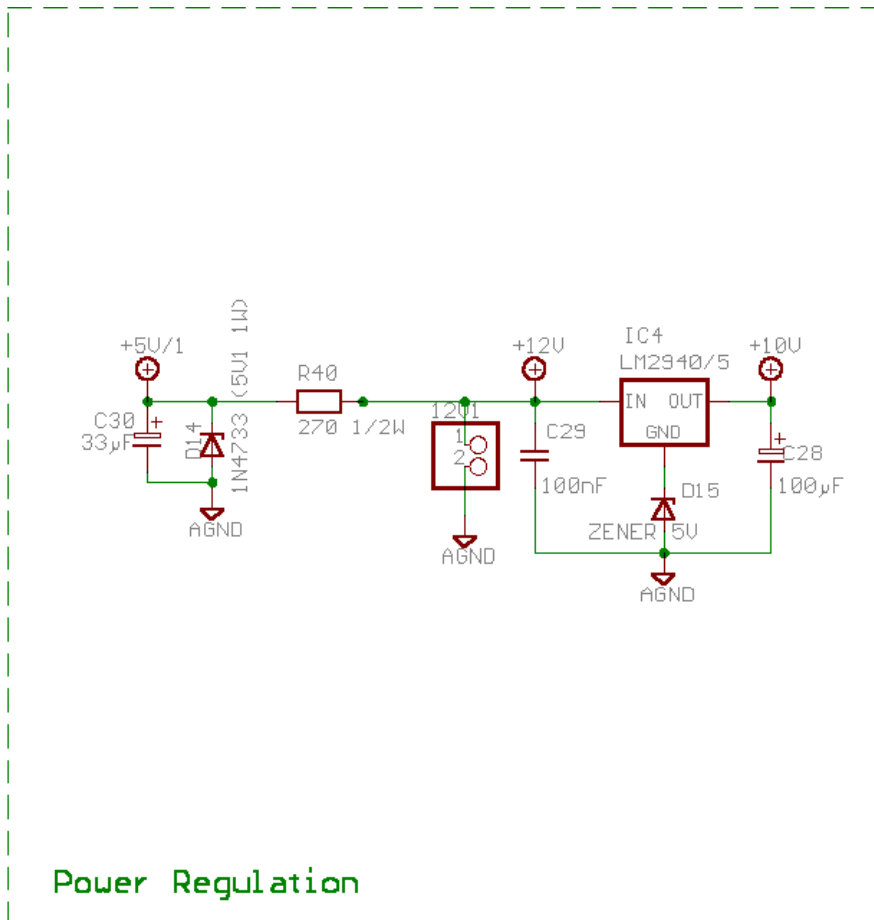 +5V/1
C30
33µF
D14
1N4733 (5V1 1W)
AGND
R40
270 1/2W
12V1
1
2
AGND
+12V
C29
100nF
IC4
LM2940/5
IN OUT
GND
D15
ZENER 5V
AGND
+10V
C28
100µF
Power Regulation